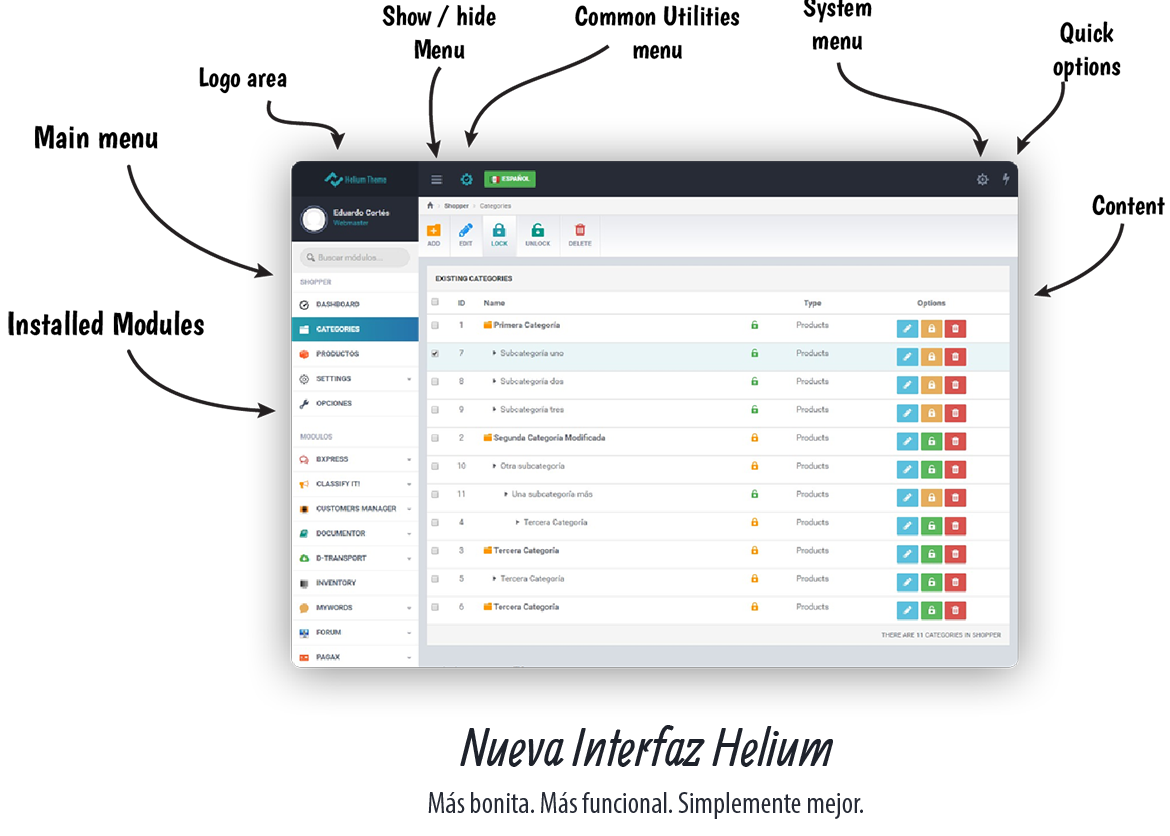 System
menu
Show / hide
Menu
Common Utilities
menu
Quick
options
Logo area
Main menu
Content
Installed Modules
Helium Theme
ESPAÑOL
Eduardo Cortés
Webmaster
Shopper
Categories
ADD
EDIT
LOCK
UNLOCK
DELETE
Buscar módulos...
SHOPPER
DASHBOARD
CATEGORIES
PRODUCTOS
SETTINGS
OPCIONES
MODULOS
BXPRESS
CLASSIFY IT!
CUSTOMERS MANAGER
DOCUMENTOR
D-TRANSPORT
INVENTORY
MYWORDS
FORUM
PAGAX
EXISTING CATEGORIES
ID Name Type Options
1 Primera Categoría Products
7 Subcategoría uno Products
8 Subcategoría dos Products
9 Subcategoría tres Products
2 Segunda Categoría Modificada Products
10 Otra subcategoría Products
11 Una subcategoría más Products
4 Tercera Categoría Products
3 Tercera Categoría Products
5 Tercera Categoría Products
6 Tercera Categoría Products
THERE ARE 11 CATEGORIES IN SHOPPER
Nueva Interfaz Helium
Más bonita. Más funcional. Simplemente mejor.